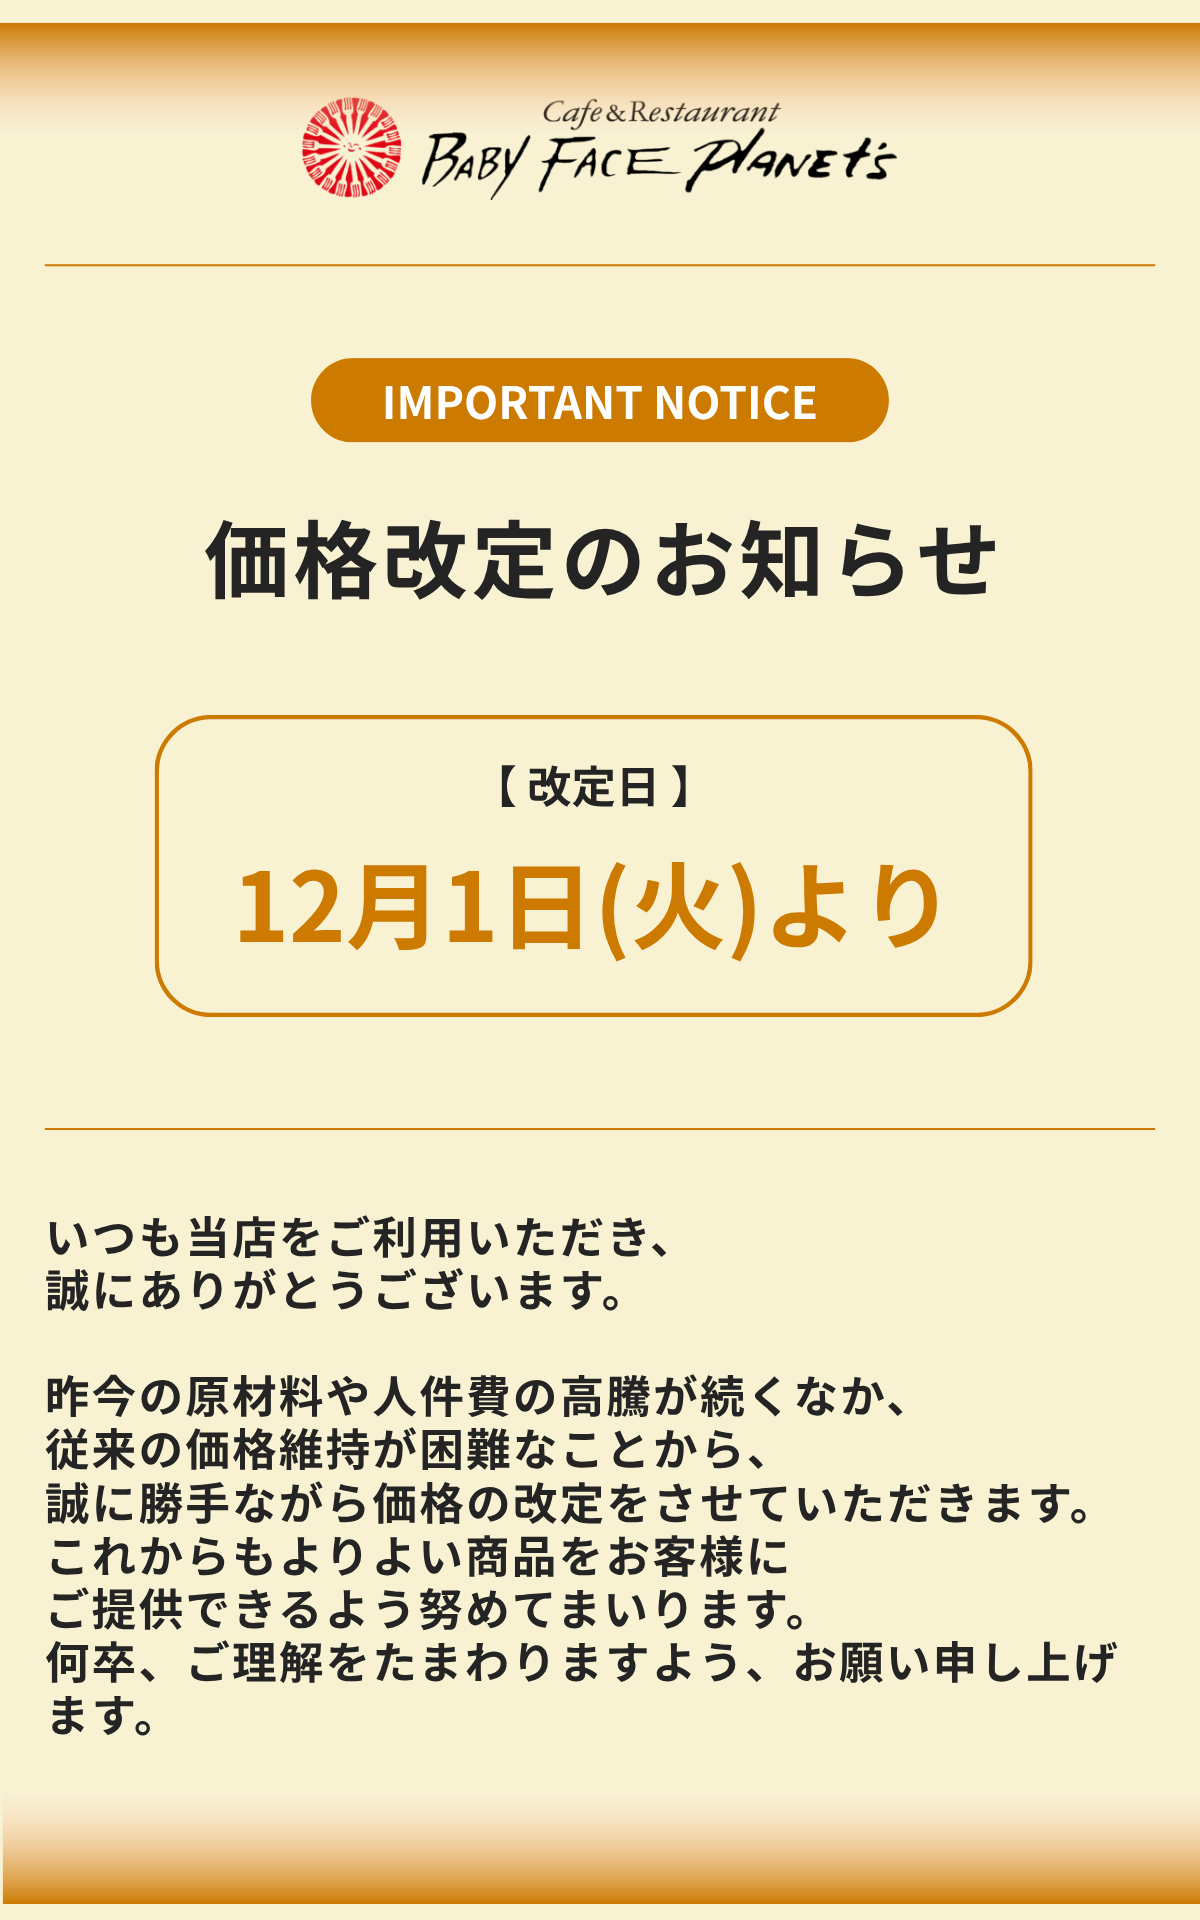 Cafe&Restaurant
BABY FACE PLANET'S
IMPORTANT NOTICE
価格改定のお知らせ
【 改定日 】
12月1日(火)より
いつも当店をご利用いただき、
誠にありがとうございます。
昨今の原材料や人件費の高騰が続くなか、
従来の価格維持が困難なことから、
誠に勝手ながら価格の改定をさせていただきます。
これからもよりよい商品をお客様に
ご提供できるよう努めてまいります。
何卒、ご理解をたまわりますよう、お願い申し上げ
ます。